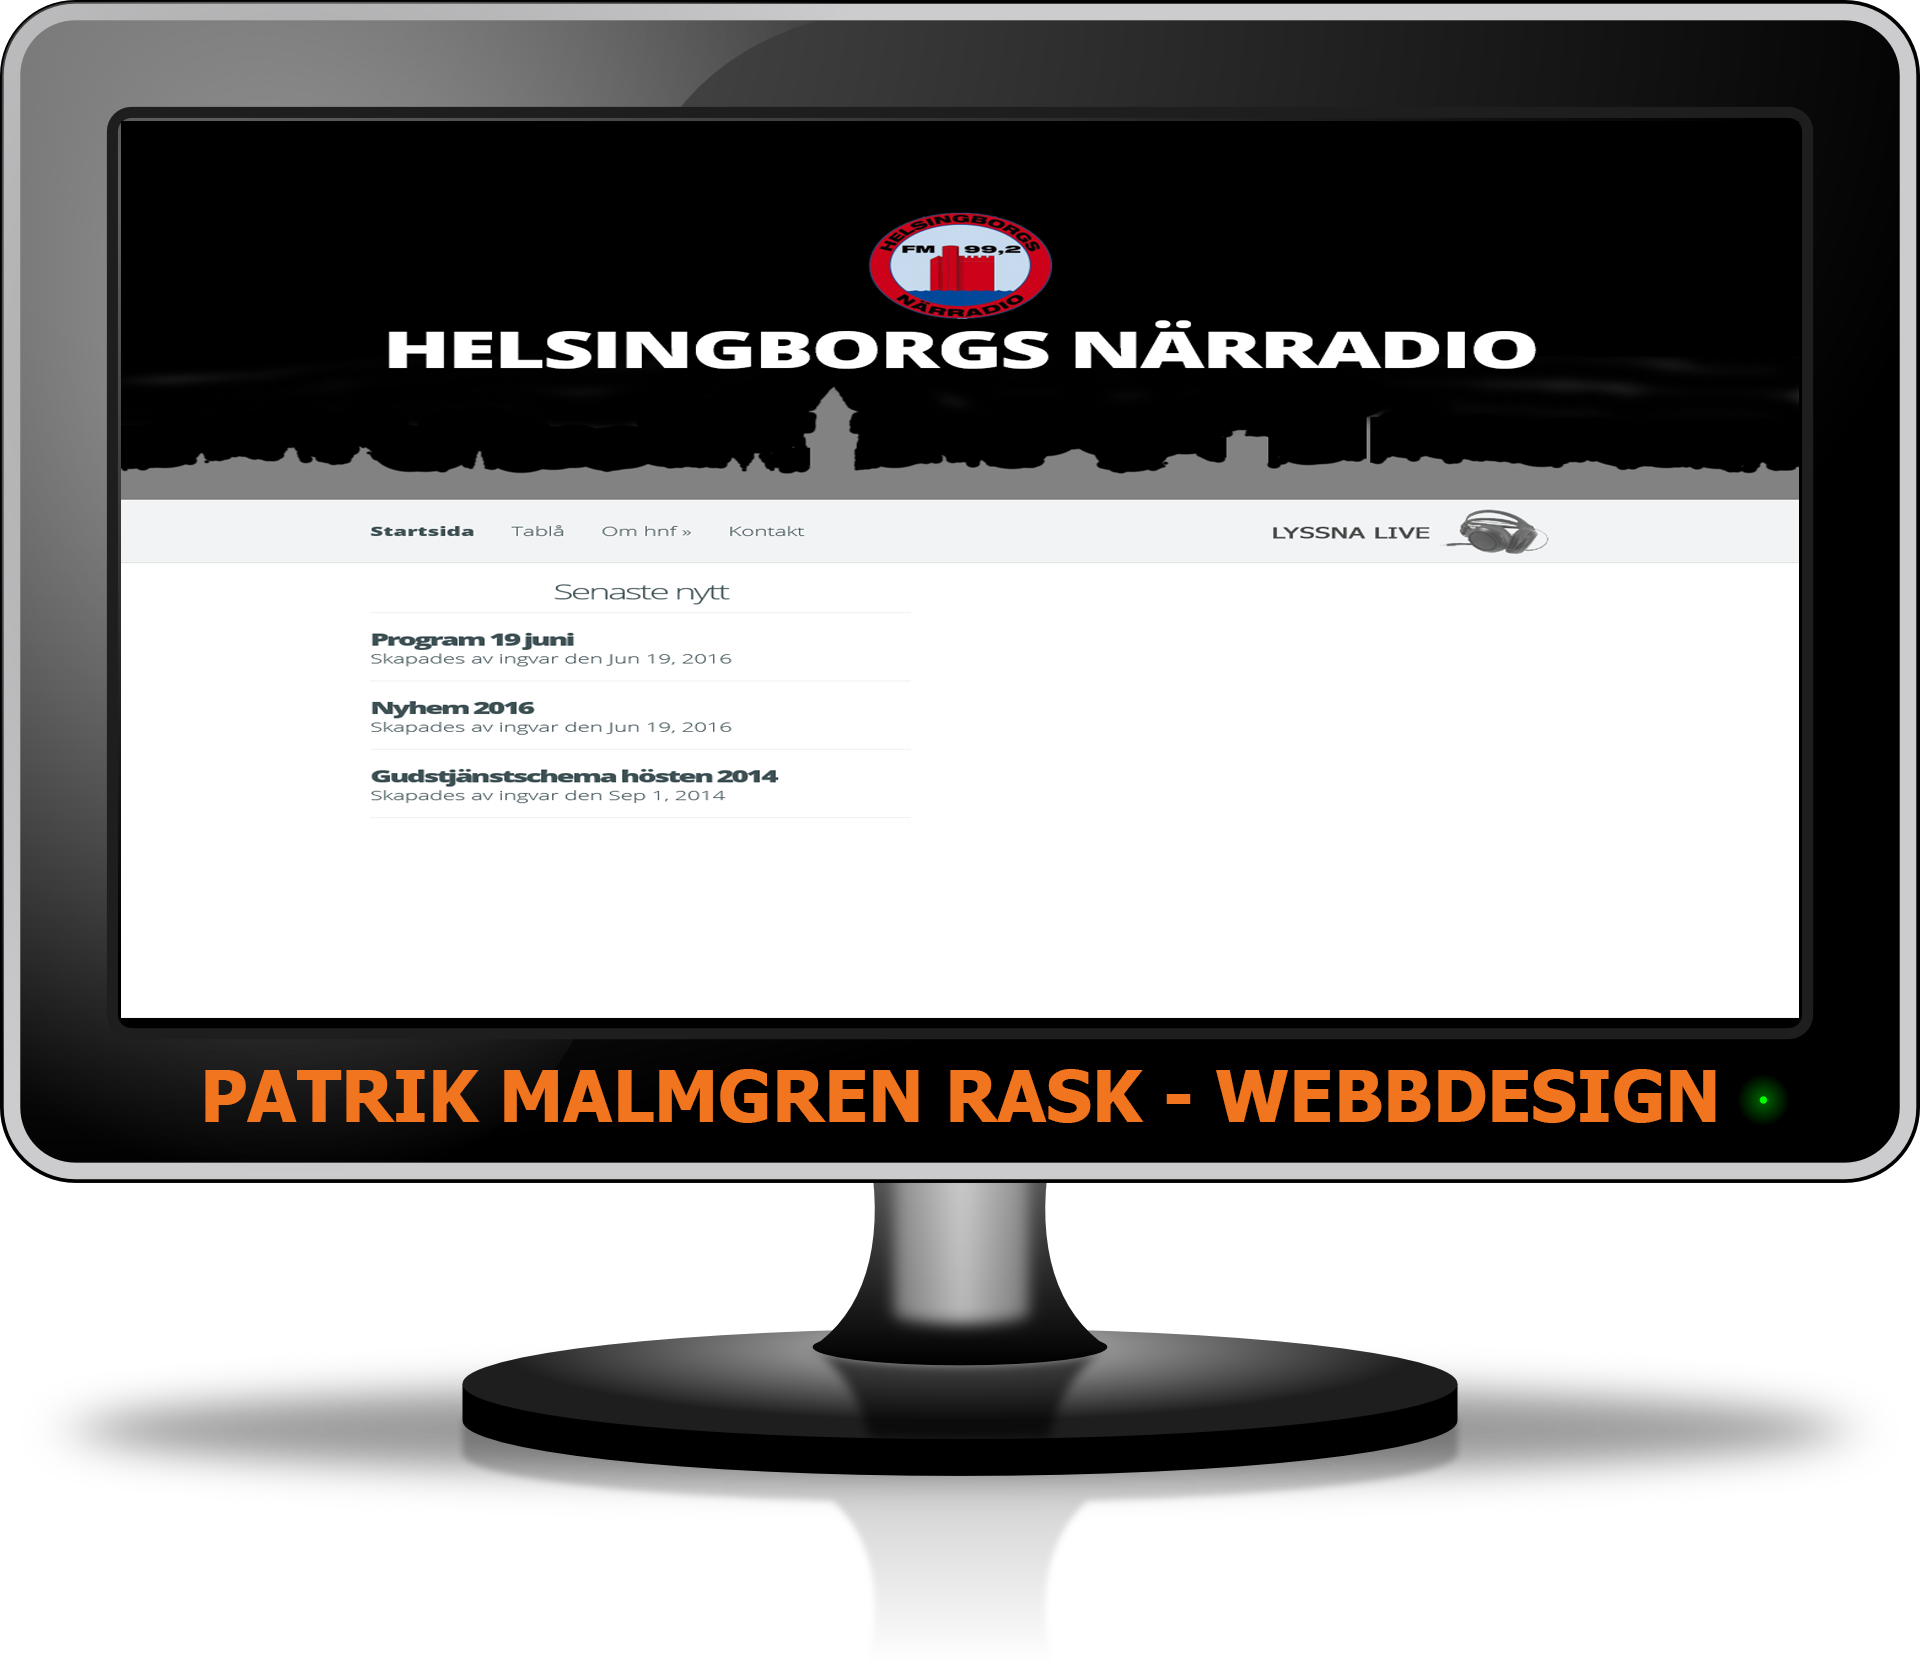 HELSINGBORGS
FM 99,2
NÄRRADIO
HELSINGBORGS NÄRRADIO
Startsida Tablå Om hnf » Kontakt LYSSNA LIVE
Senaste nytt
Program 19 juni
Skapades av ingvar den Jun 19, 2016
Nyhem 2016
Skapades av ingvar den Jun 19, 2016
Gudstjänstschema hösten 2014
Skapades av ingvar den Sep 1, 2014
PATRIK MALMGREN RASK - WEBBDESIGN